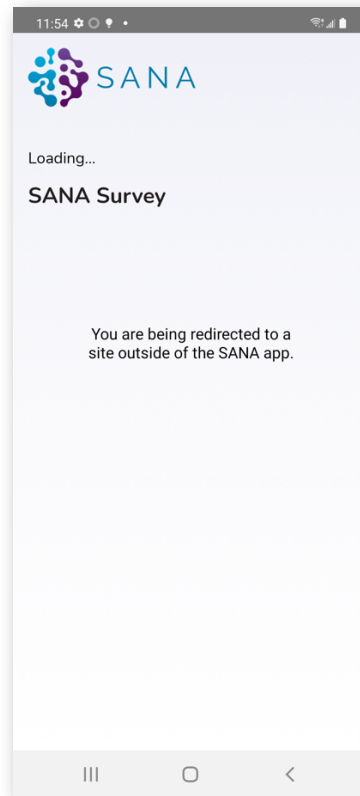 11:54
SANA
Loading...
SANA Survey
You are being redirected to a
site outside of the SANA app.